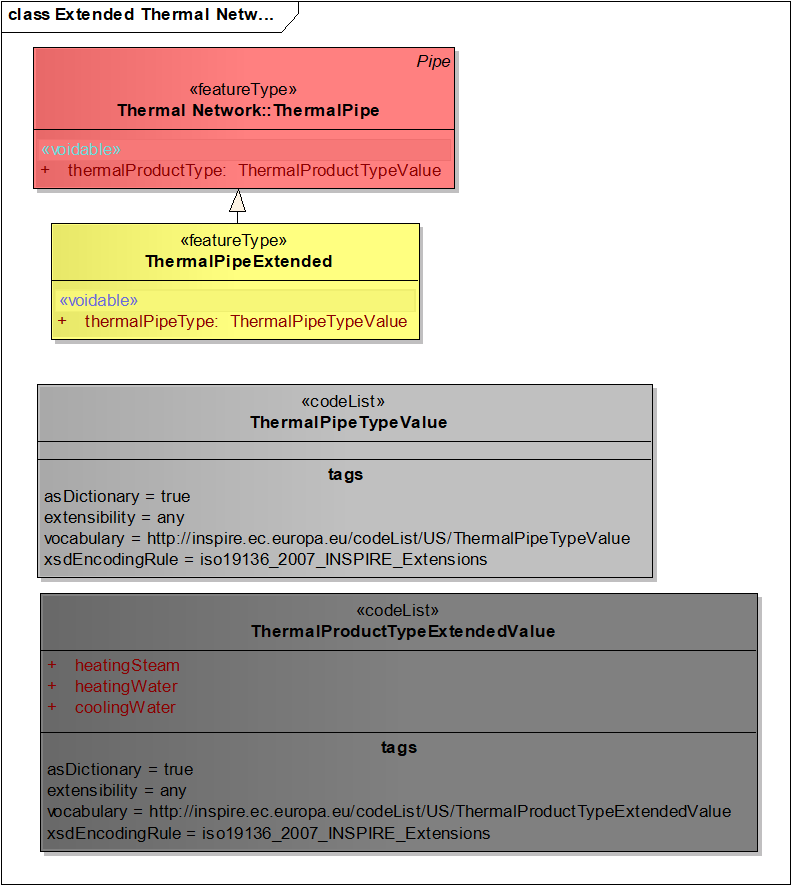 class Extended Thermal Netw...
Pipe
«featureType»
Thermal Network::ThermalPipe
«voidable»
+ thermalProductType: ThermalProductTypeValue
«featureType»
ThermalPipeExtended
«voidable»
+ thermalPipeType: ThermalPipeTypeValue
«codeList»
ThermalPipeTypeValue
tags
asDictionary = true
extensibility = any
vocabulary = http://inspire.ec.europa.eu/codeList/US/ThermalPipeTypeValue
xsdEncodingRule = iso19136_2007_INSPIRE_Extensions
«codeList»
ThermalProductTypeExtendedValue
+ heatingSteam
+ heatingWater
+ coolingWater
tags
asDictionary = true
extensibility = any
vocabulary = http://inspire.ec.europa.eu/codeList/US/ThermalProductTypeExtendedValue
xsdEncodingRule = iso19136_2007_INSPIRE_Extensions